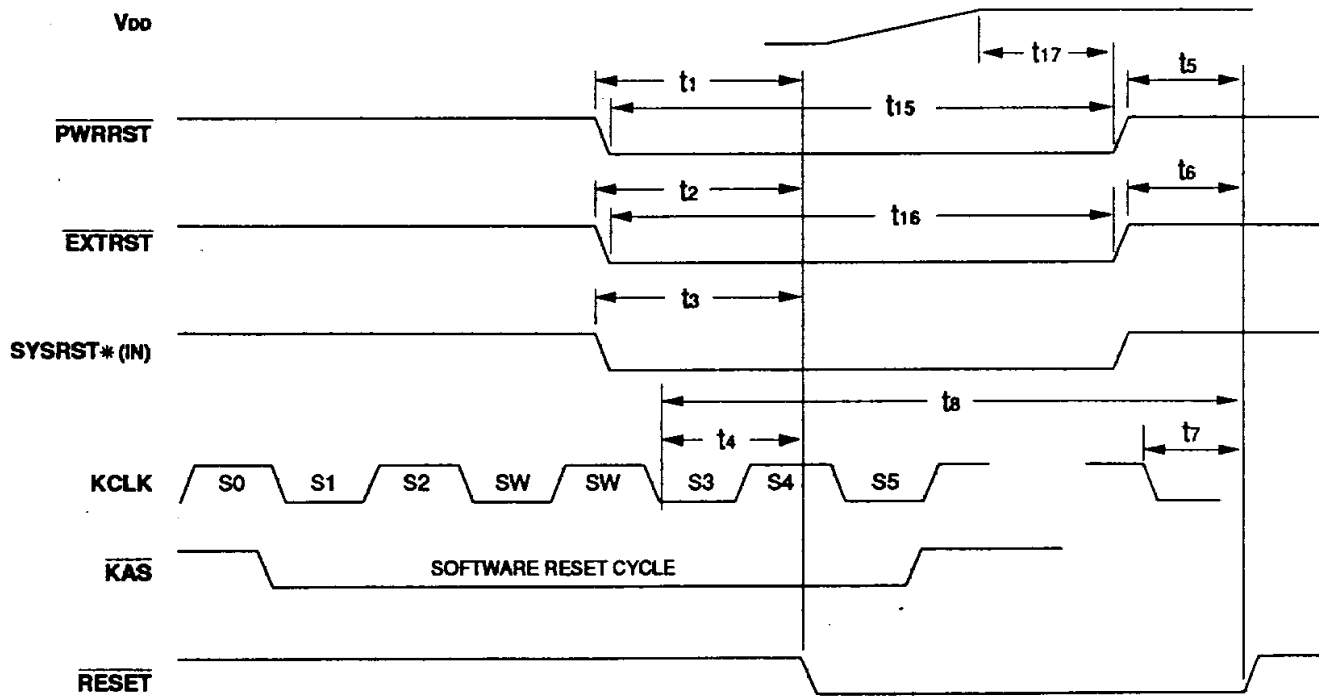 VDD
t17
t5
t1
t15
PWRRST
t2
t6
t16
EXTRST
t3
SYSRST* (IN)
t8
t4
t7
KCLK S0 S1 S2 SW SW S3 S4 S5
KAS SOFTWARE RESET CYCLE
RESET